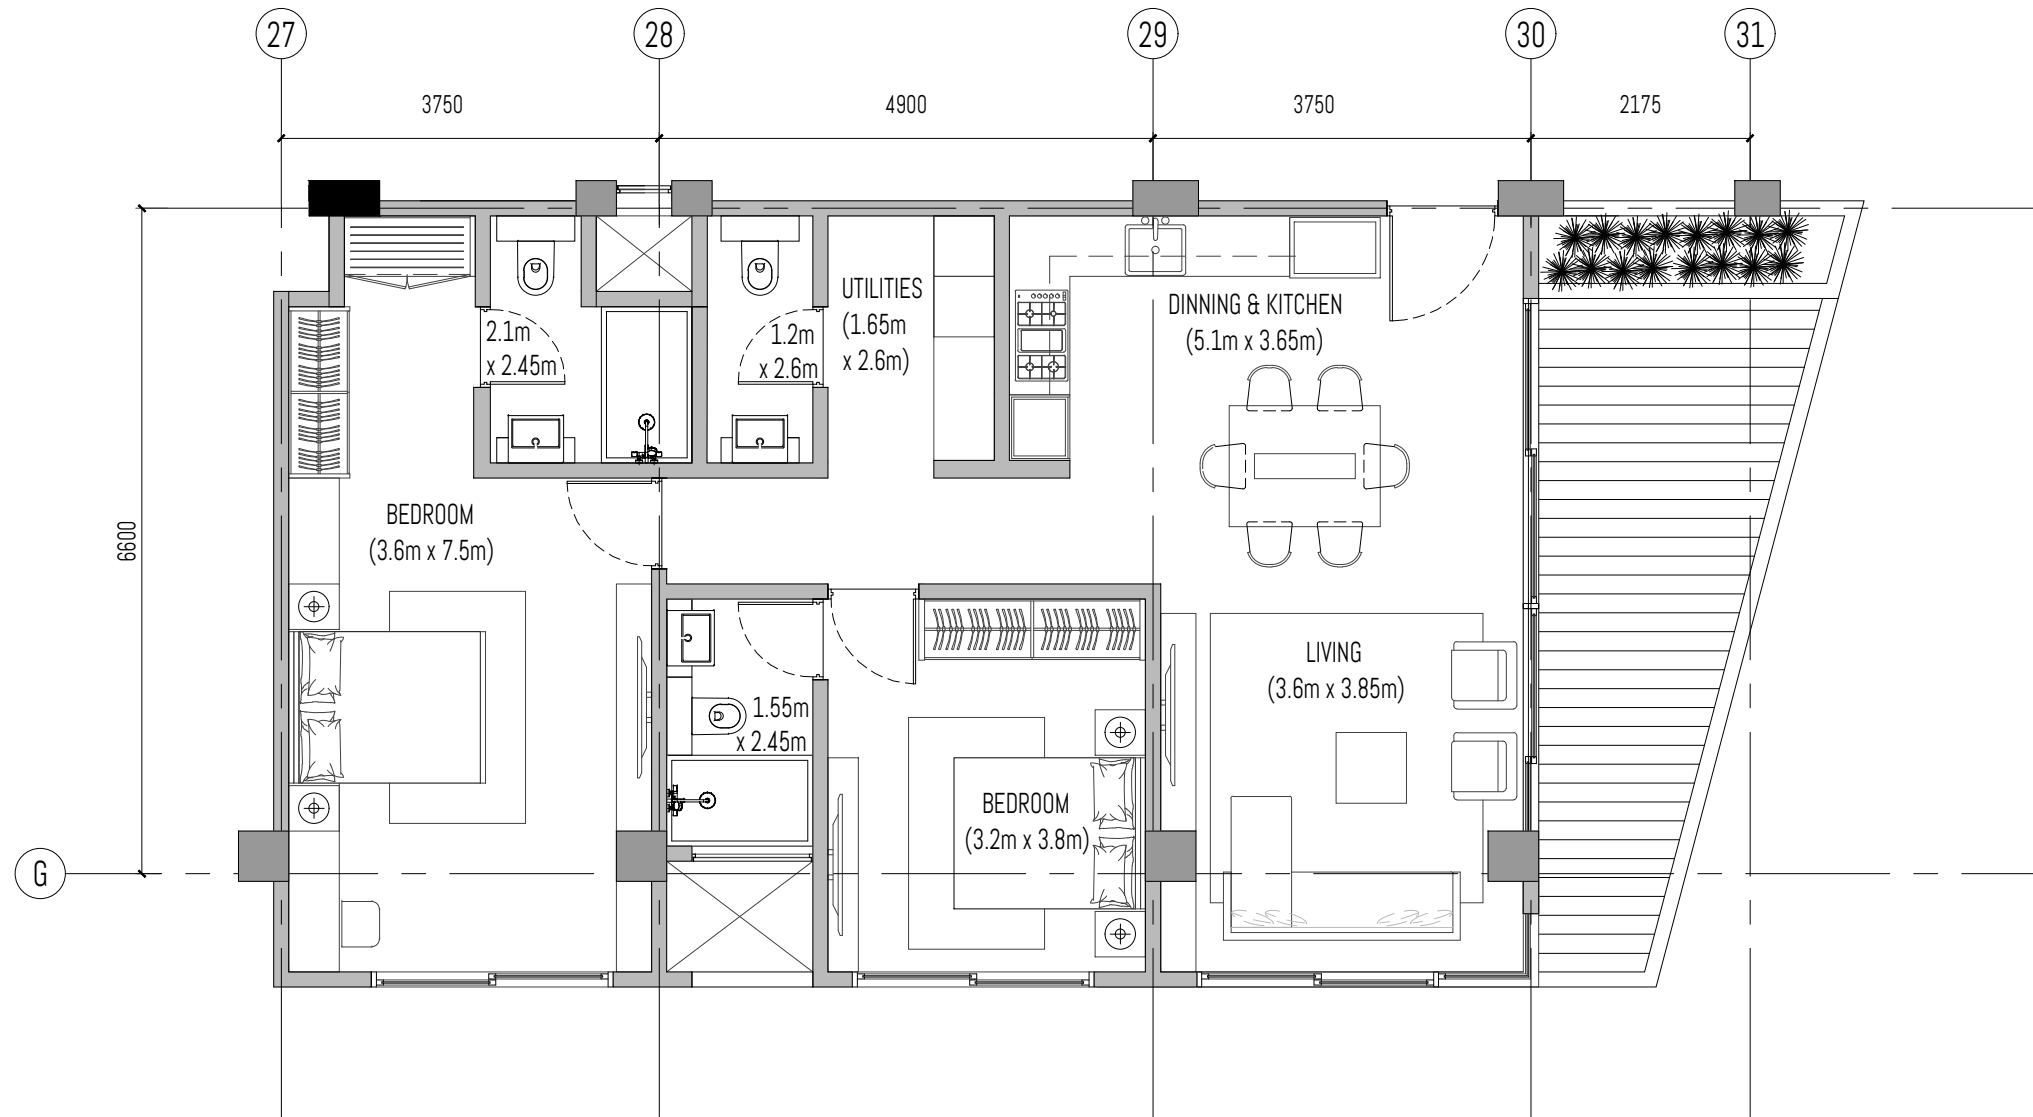 27
28
29
30
31
3750
4900
3750
2175
6600
G
UTILITIES
(1.65m
x 2.6m)
DINNING & KITCHEN
(5.1m x 3.65m)
2.1m
x 2.45m
1.2m
x 2.6m
BEDROOM
(3.6m x 7.5m)
LIVING
(3.6m x 3.85m)
1.55m
x 2.45m
BEDROOM
(3.2m x 3.8m)